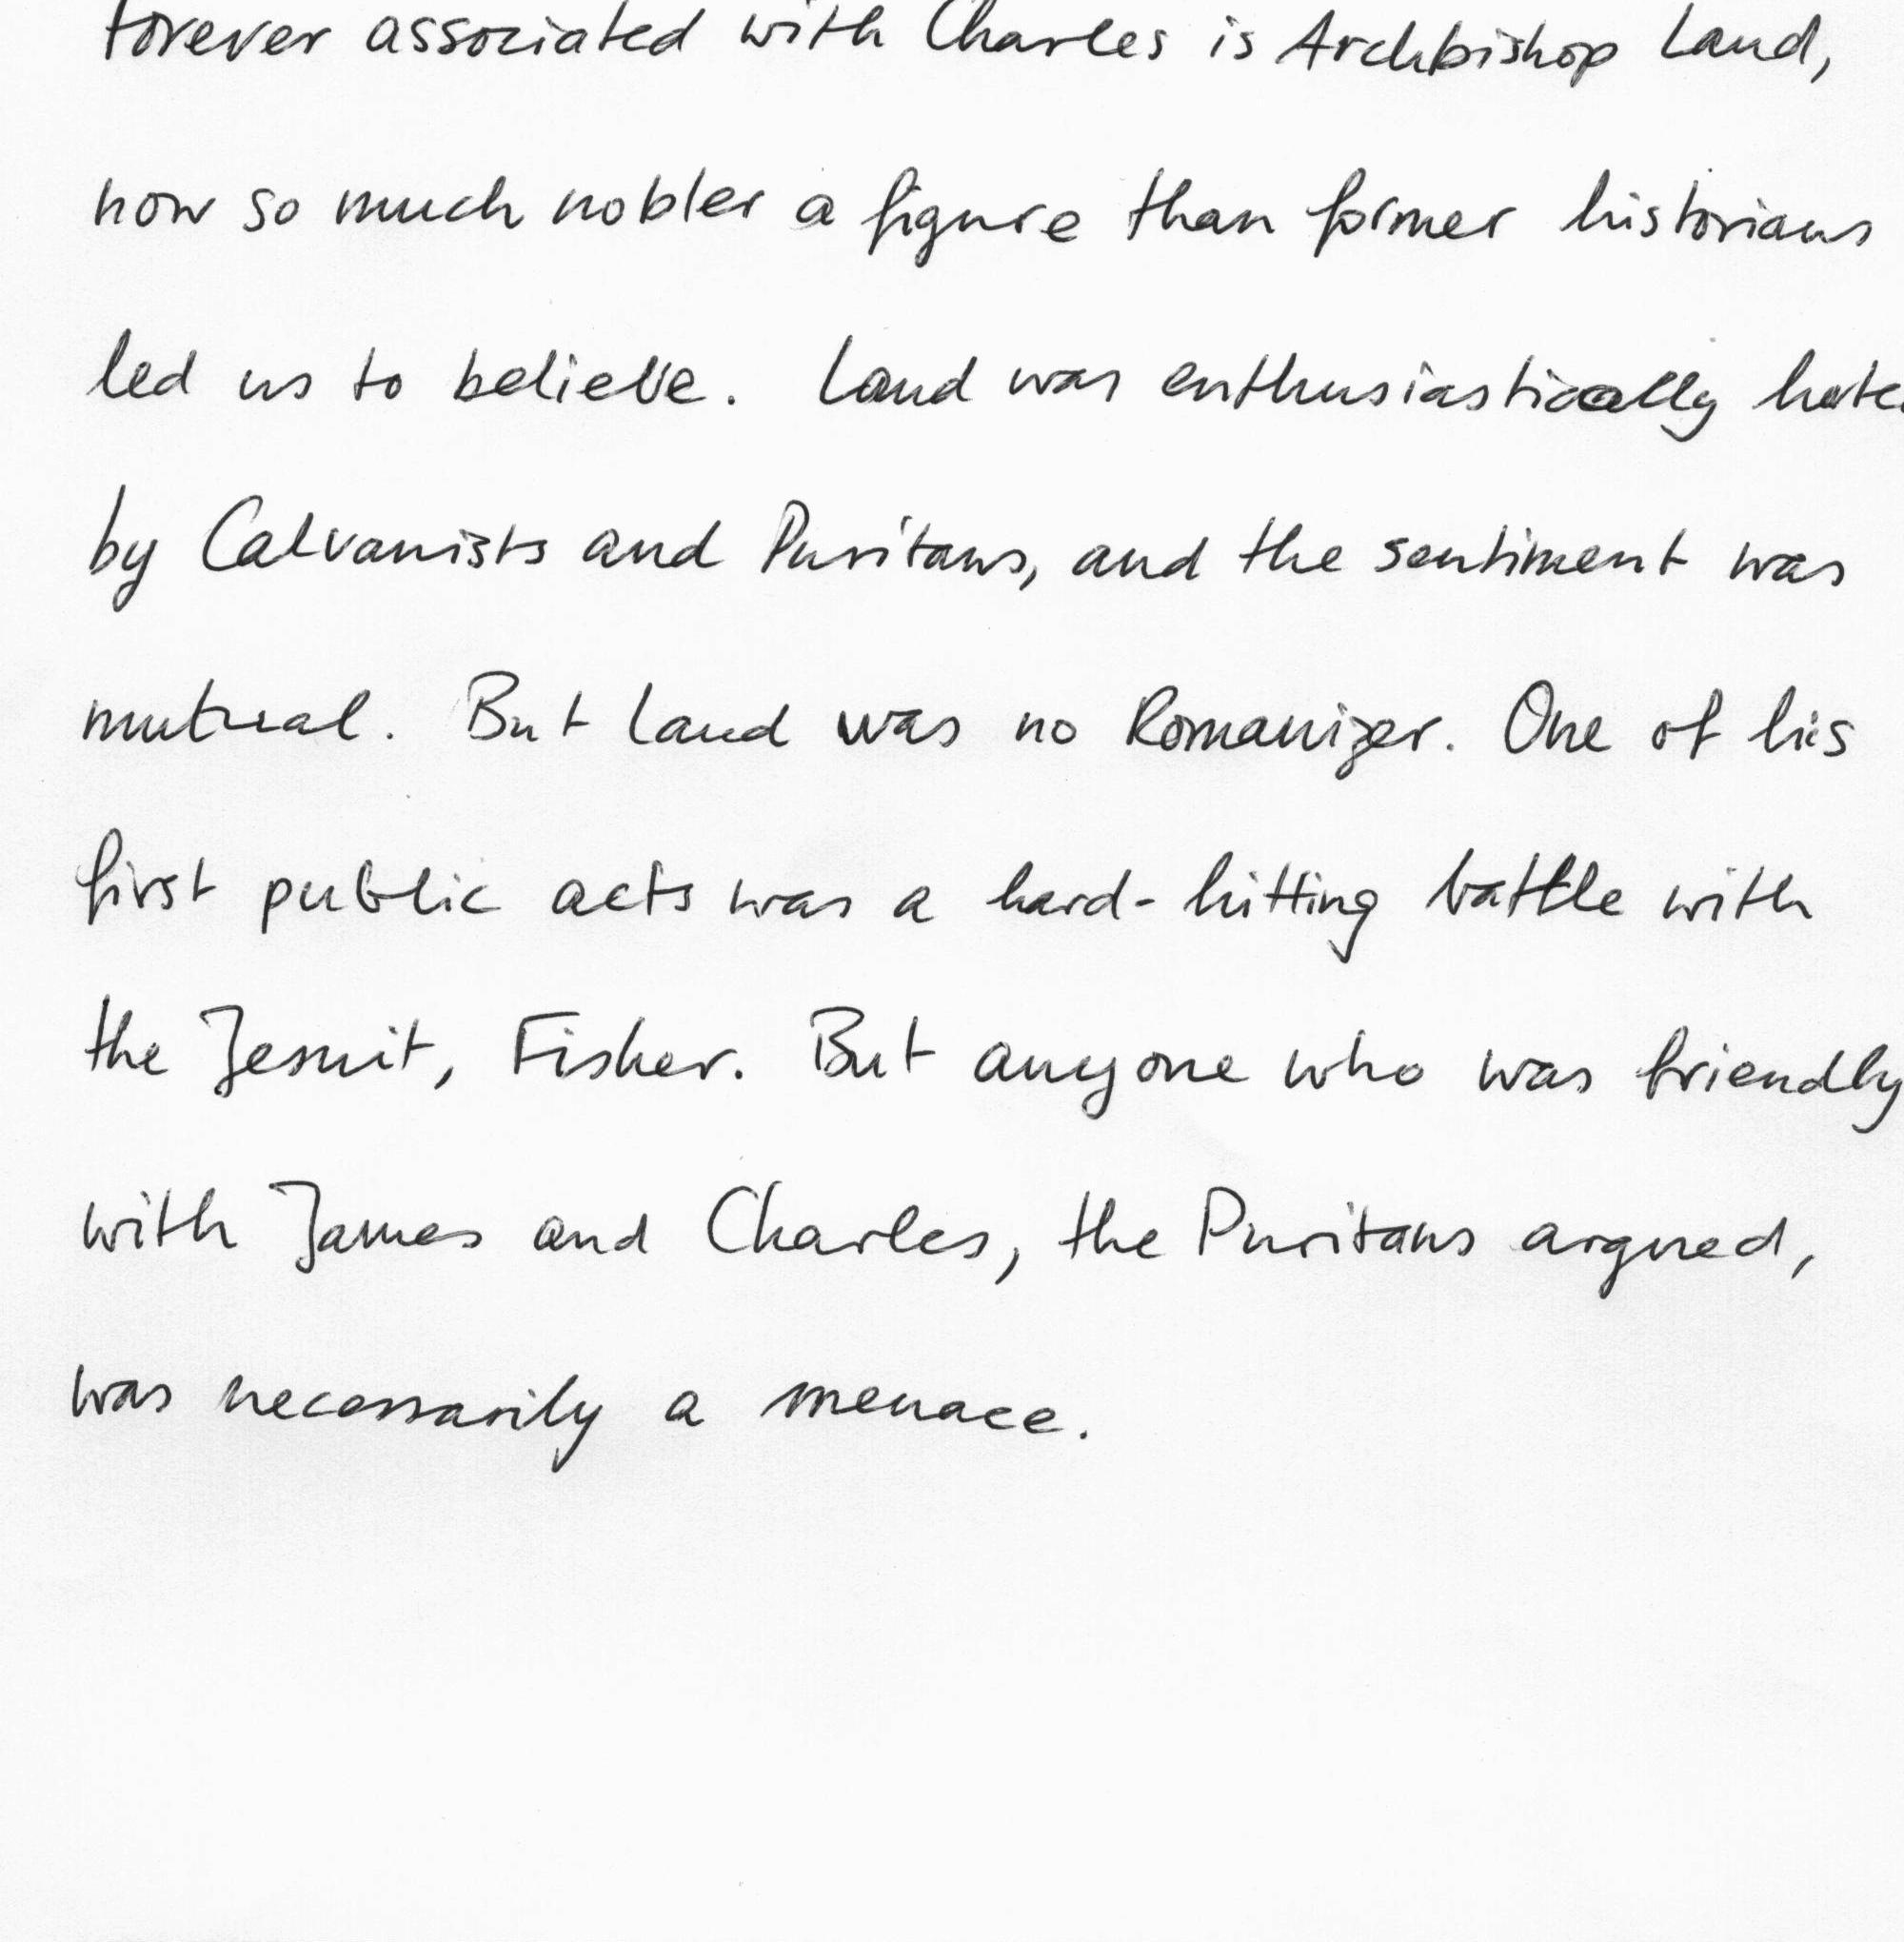 forever associated with Charles is Archbishop Laud,
now so much nobler a figure than former historians
led us to believe. Laud was enthusiastically hated
by Calvanists and Puritans, and the sentiment was
mutual. But Laud was no Romanizer. One of his
first public acts was a hard-hitting battle with
the Jesuit, Fisher. But anyone who was friendly
with James and Charles, the Puritans argued,
was necessarily a menace.